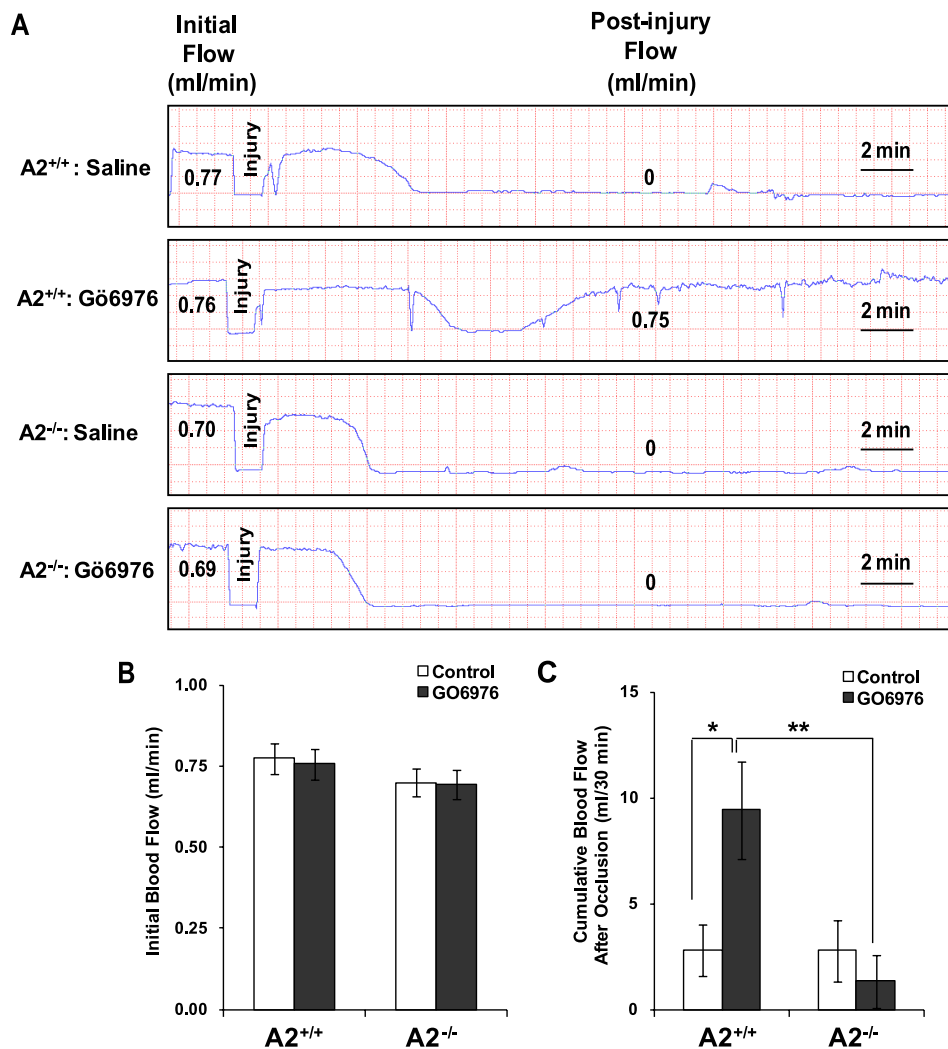 A
Initial
Flow
(ml/min)
Post-injury
Flow
(ml/min)
A2+/+ : Saline
0.77
Injury
0
2 min
A2+/+: Gö6976
0.76
Injury
0.75
2 min
A2-/-: Saline
0.70
Injury
0
2 min
A2-/-: Gö6976
0.69
Injury
0
2 min
B
Control
GO6976
Initial Blood Flow (ml/min)
1.00
0.75
0.50
0.25
0.00
A2+/+
A2-/-
C
Control
GO6976
Cumulative Blood Flow
After Occlusion (ml/30 min)
15
10
5
0
*
**
A2+/+
A2-/-